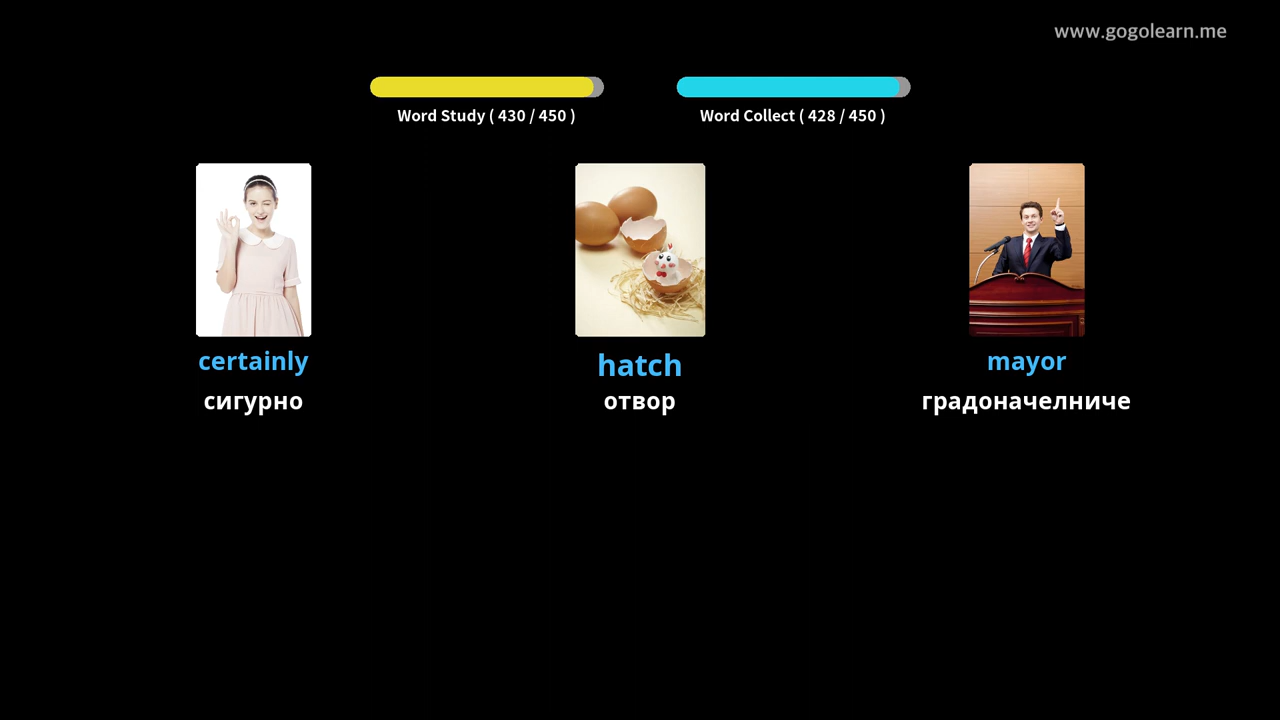 www.gogolearn.me
Word Study ( 430 / 450 )
Word Collect ( 428 / 450 )
certainly
сигурно
hatch
отвор
mayor
градоначелниче